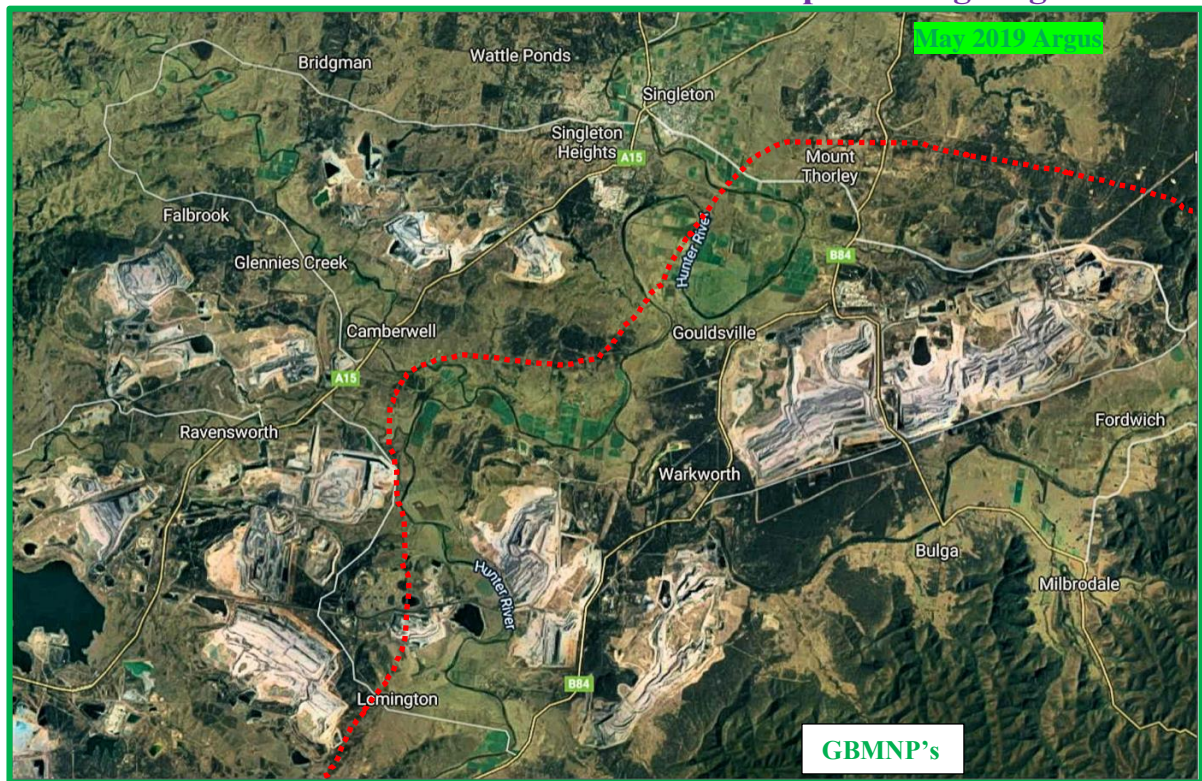 May 2019 Argus
Bridgman
Wattle Ponds
Singleton
Singleton
Heights
A15
Mount
Thorley
Falbrook
Glennies Creek
Hunter River
B84
Camberwell
Gouldsville
A15
Ravensworth
Fordwich
Warkworth
Bulga
Hunter River
Milbrodale
B84
Lemington
GBMNP's